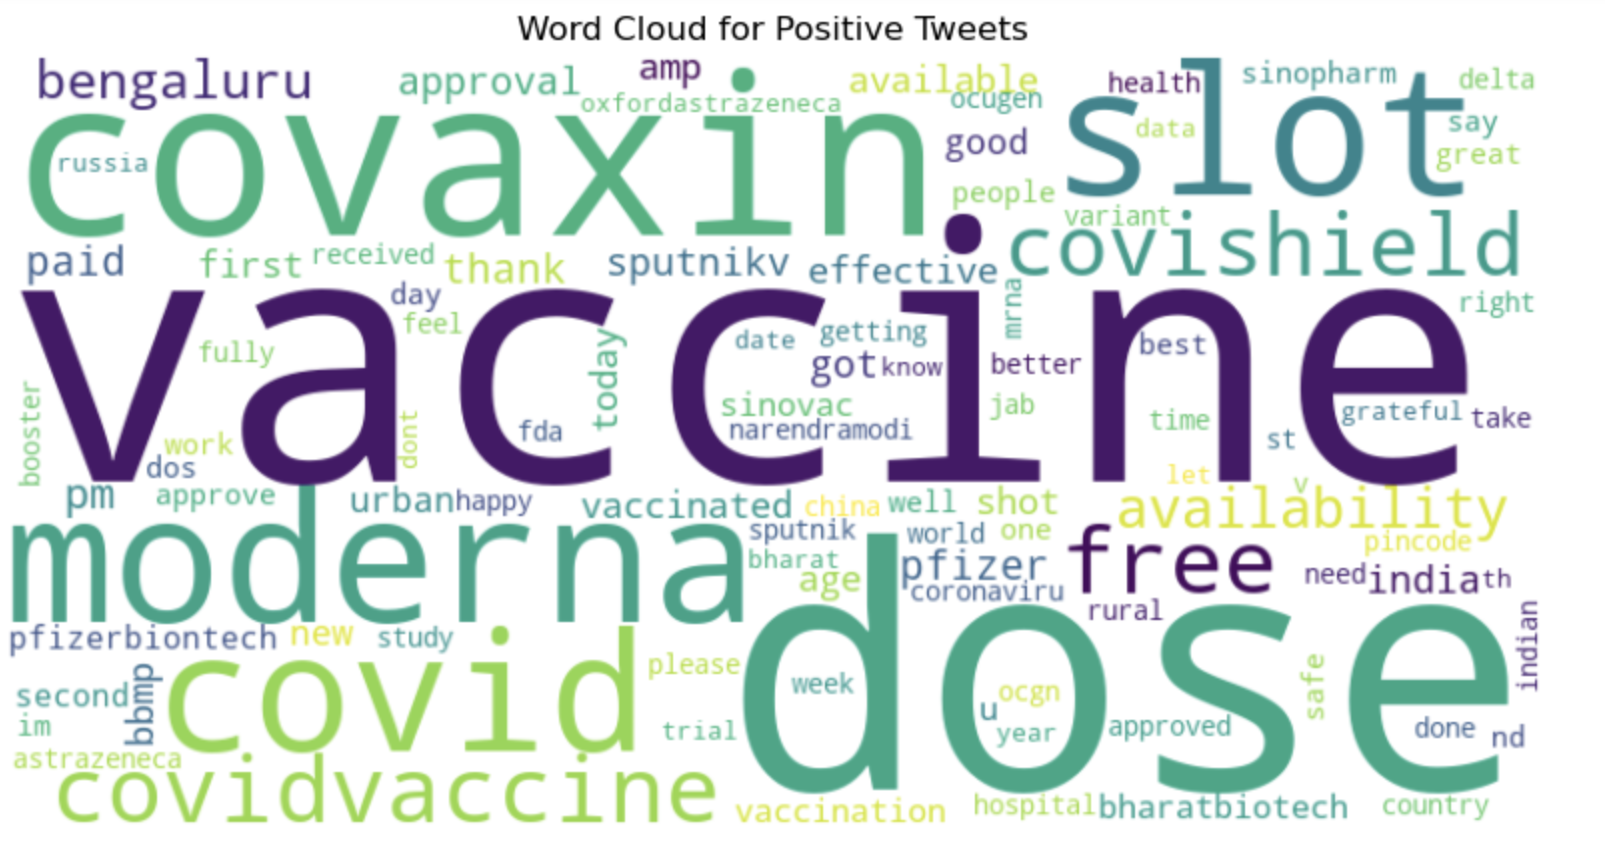 Word Cloud for Positive Tweets
bengaluru approval amp available health sinopharm delta
oxfordastrazeneca ocugen
covaxin slot
russia good data say
great
people
variant
covishield
paid first received thank sputnikv effective
mrna
day right
vaccine
feel
fully today date getting best
got know better
booster sinovac jab grateful take
work dont fda narendramodi time st
dos let
pm approve urban happy vaccinated china well shot v
availability
moderna sputnik world one pincode
bharat pfizer free need india th
age coronaviru
rural
pfizerbiontech new study dose indian
covid please
second bbmp week ocgn safe
im trial u year approved done nd
astrazeneca
covidvaccine vaccination hospital bharatbiotech country